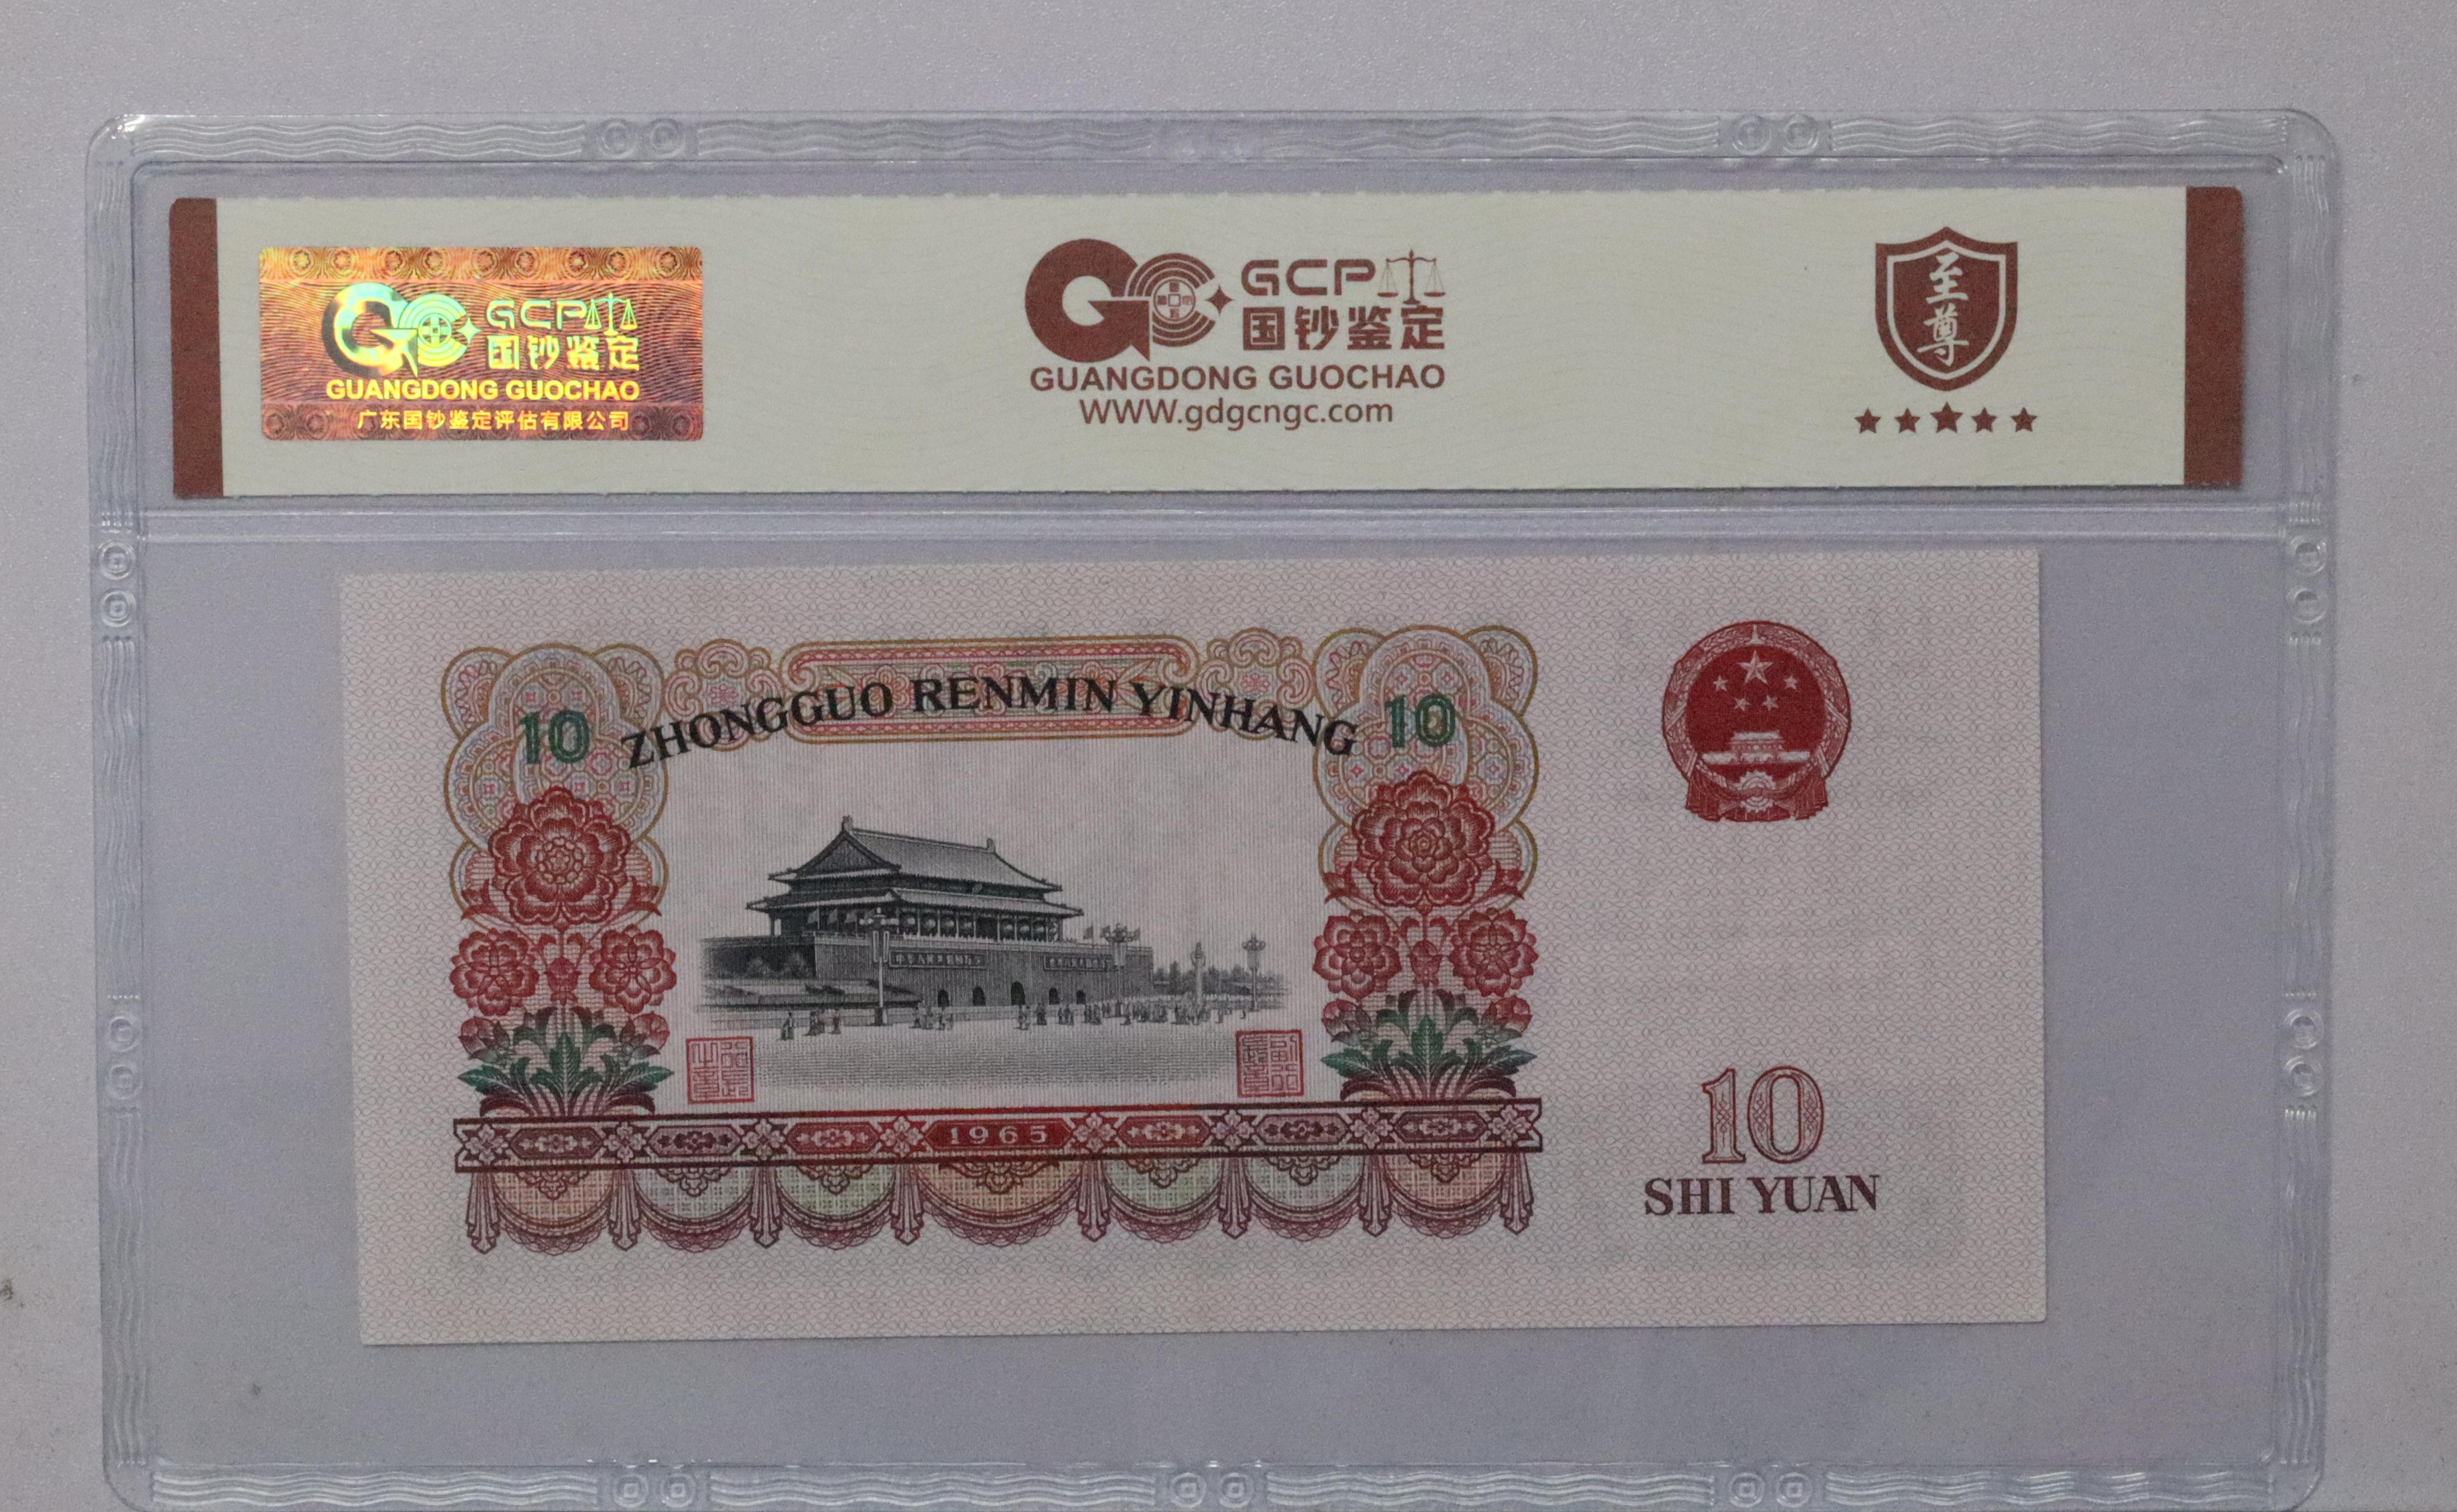 GCP
国钞鉴定
GUANGDONG GUOCHAO
广东国钞鉴定评估有限公司
GCP
国钞鉴定
GUANGDONG GUOCHAO
WWW.gdgcngc.com
至尊
10 ZHONGGUO RENMIN YINHANG 10
1965
10
SHI YUAN